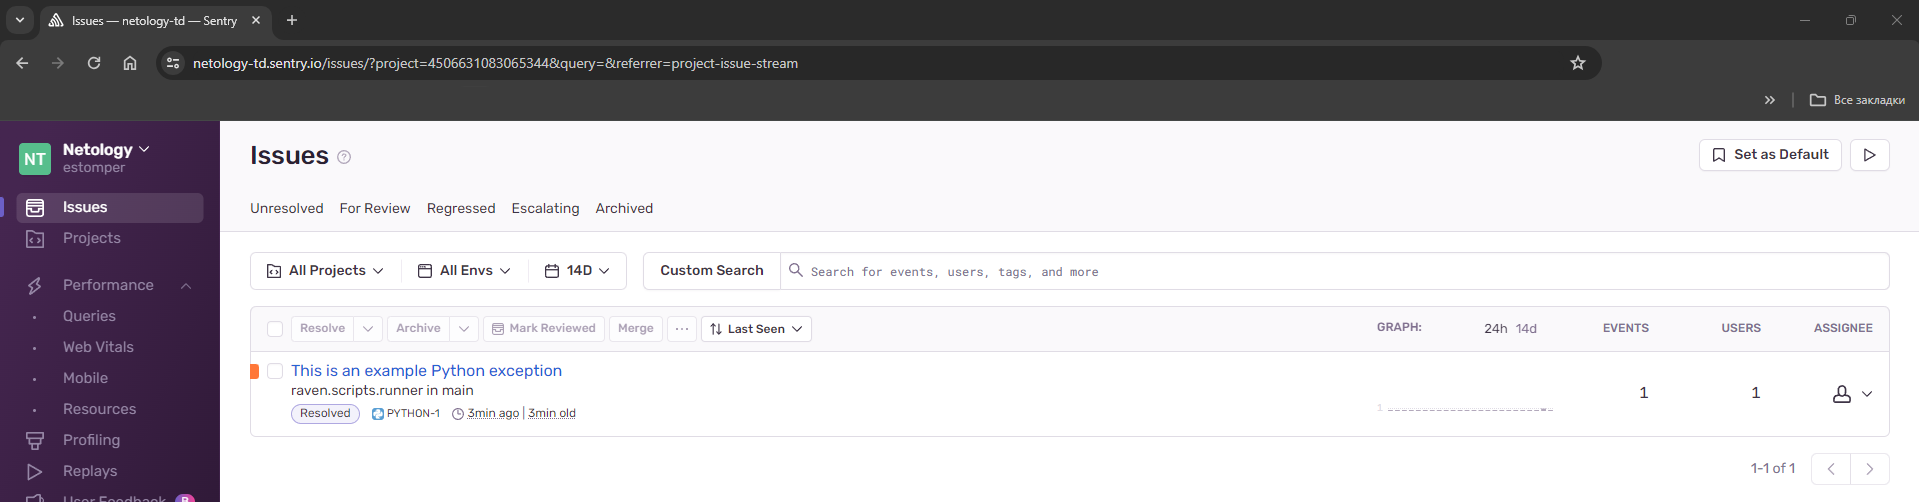 Issues — netology-td — Sentry
netology-td.sentry.io/issues/?project=4506631083065344&query=&referrer=project-issue-stream
Все закладки
NT
Netology
estomper
Issues
Projects
Performance
Queries
Web Vitals
Mobile
Resources
Profiling
Replays
User Feedback
Issues
Set as Default
Unresolved For Review Regressed Escalating Archived
All Projects All Envs 14D Custom Search Search for events, users, tags, and more
Resolve Archive Mark Reviewed Merge ... Last Seen GRAPH: 24h 14d EVENTS USERS ASSIGNEE
This is an example Python exception
raven.scripts.runner in main
Resolved PYTHON-1 3min ago | 3min old
1
1
1
1-1 of 1